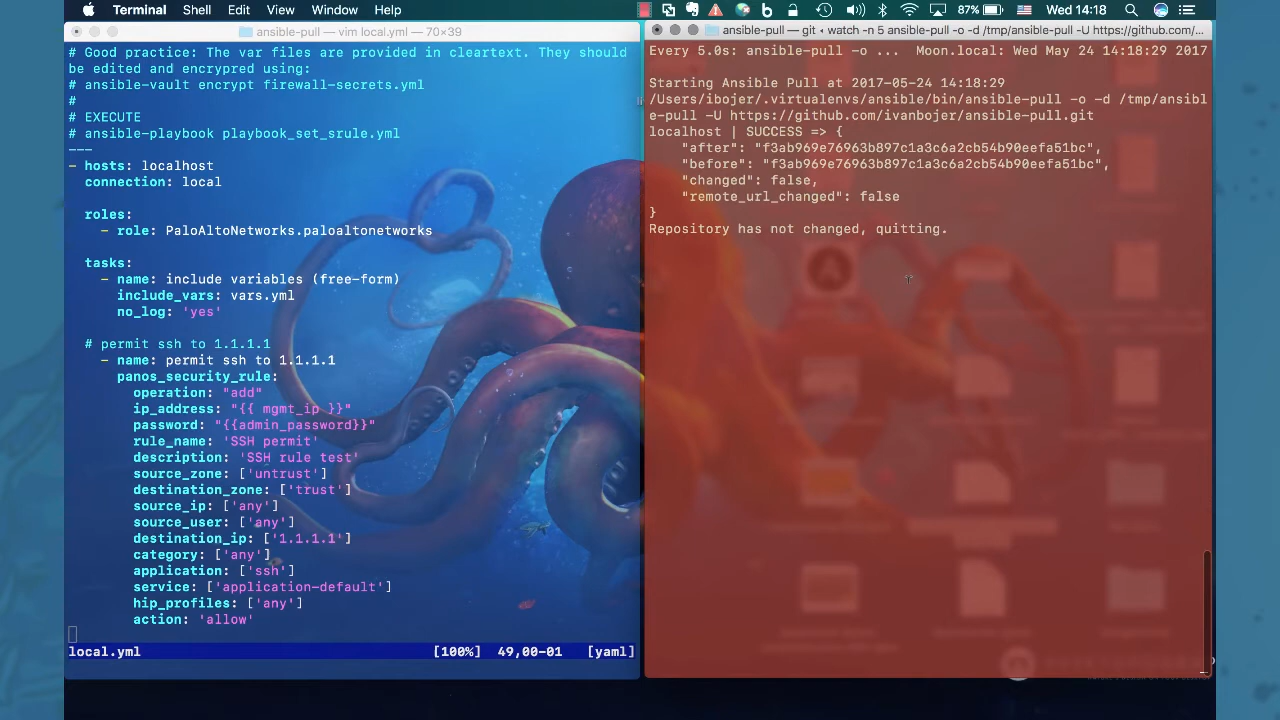 Terminal Shell Edit View Window Help 87% Wed 14:18
ansible-pull — vim local.yml — 70×39
# Good practice: The var files are provided in cleartext. They should
be edited and encrypred using:
# ansible-vault encrypt firewall-secrets.yml
#
# EXECUTE
# ansible-playbook playbook_set_srule.yml
---
- hosts: localhost
connection: local
roles:
- role: PaloAltoNetworks.paloaltonetworks
tasks:
- name: include variables (free-form)
include_vars: vars.yml
no_log: 'yes'
# permit ssh to 1.1.1.1
- name: permit ssh to 1.1.1.1
panos_security_rule:
operation: "add"
ip_address: "{{ mgmt_ip }}"
password: "{{admin_password}}"
rule_name: 'SSH permit'
description: 'SSH rule test'
source_zone: ['untrust']
destination_zone: ['trust']
source_ip: ['any']
source_user: ['any']
destination_ip: ['1.1.1.1']
category: ['any']
application: ['ssh']
service: ['application-default']
hip_profiles: ['any']
action: 'allow'
local.yml [100%] 49,00-01 [yaml]
ansible-pull — git ◂ watch -n 5 ansible-pull -o -d /tmp/ansible-pull -U https://github.com/...
Every 5.0s: ansible-pull -o ... Moon.local: Wed May 24 14:18:29 2017
Starting Ansible Pull at 2017-05-24 14:18:29
/Users/ibojer/.virtualenvs/ansible/bin/ansible-pull -o -d /tmp/ansibl
e-pull -U https://github.com/ivanbojer/ansible-pull.git
localhost | SUCCESS => {
"after": "f3ab969e76963b897c1a3c6a2cb54b90eefa51bc",
"before": "f3ab969e76963b897c1a3c6a2cb54b90eefa51bc",
"changed": false,
"remote_url_changed": false
}
Repository has not changed, quitting.